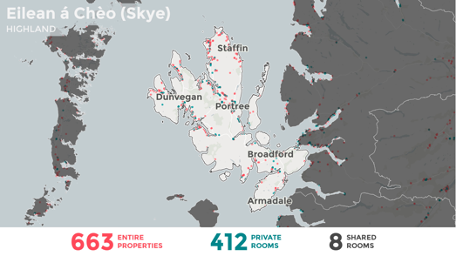 Eilean á Chèo (Skye)
HIGHLAND
Staffin
Dunvegan
Portree
Broadford
Armadale
663 ENTIRE PROPERTIES
412 PRIVATE ROOMS
8 SHARED ROOMS